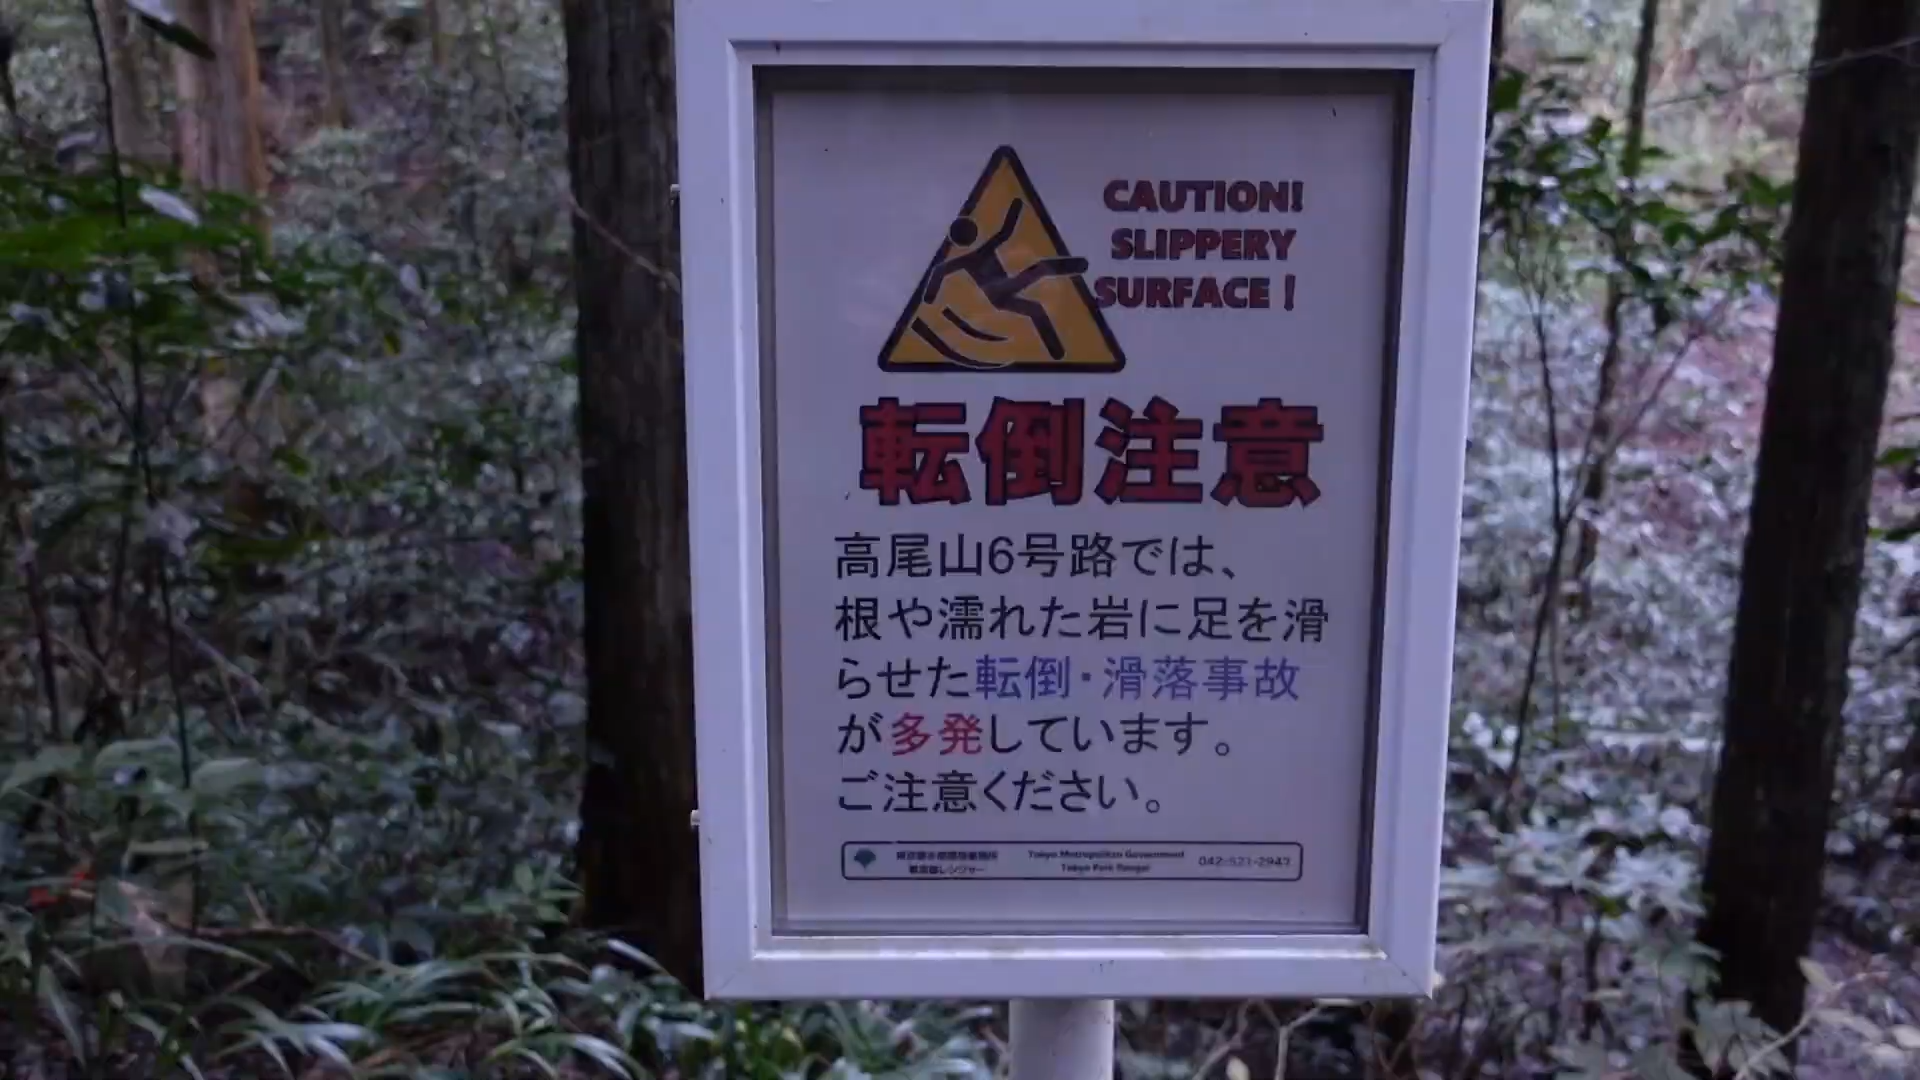 CAUTION!
SLIPPERY
SURFACE !
転倒注意
高尾山6号路では、
根や濡れた岩に足を滑
らせた転倒・滑落事故
が多発しています。
ご注意ください。
Tokyo Metropolitan Government
Tokyo Park Ranger
042-521-2947